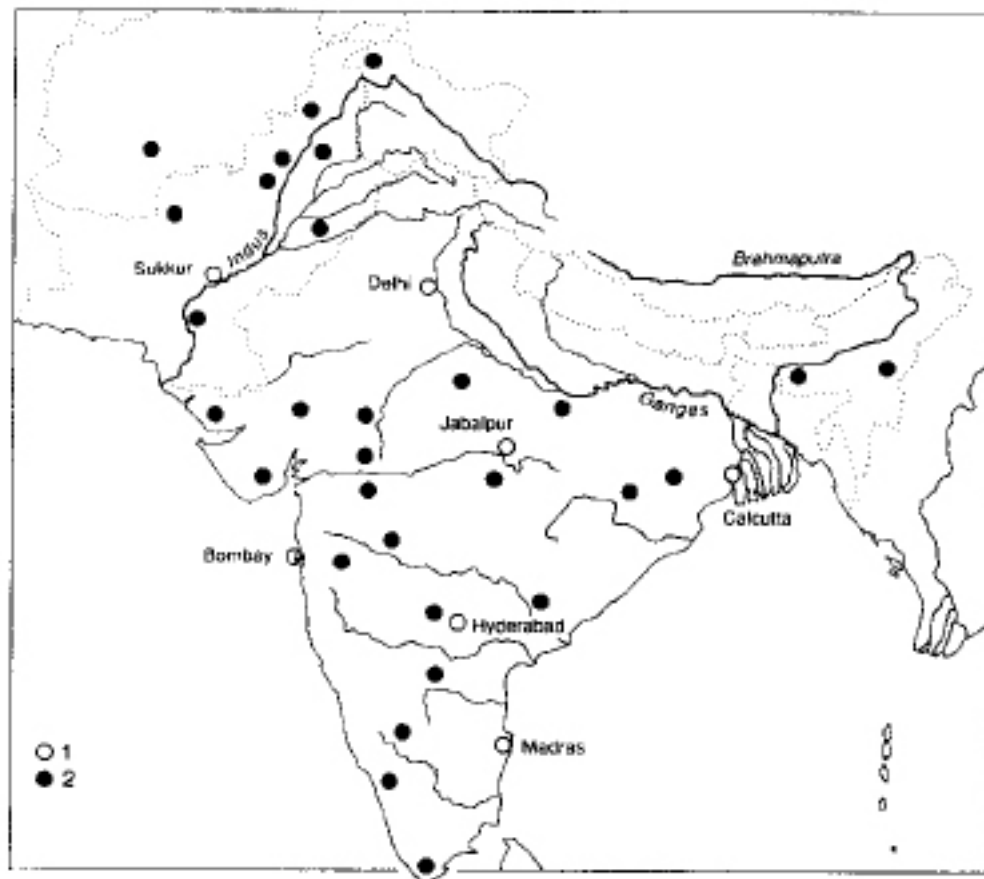 Brahmaputra
Indus
Sukkur
Delhi
Ganges
Jabalpur
Calcutta
Bombay
Hyderabad
Madras
1
2